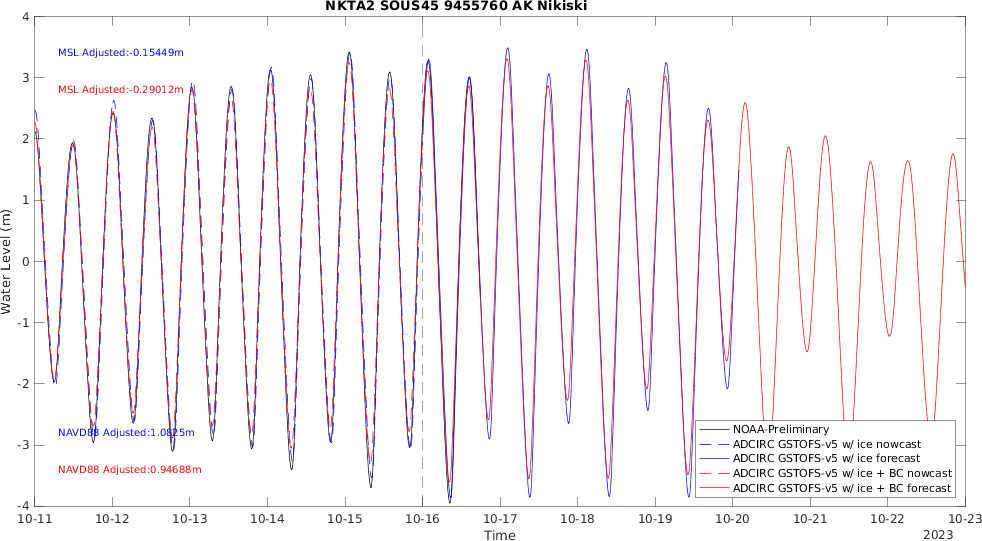 NKTA2 SOUS45 9455760 AK Nikiski
4
3
2
1
0
-1
-2
-3
-4
Water Level (m)
MSL Adjusted:-0.15449m
MSL Adjusted:-0.29012m
NAVD88 Adjusted:1.0825m
NAVD88 Adjusted:0.94688m
NOAA-Preliminary
ADCIRC GSTOFS-v5 w/ ice nowcast
ADCIRC GSTOFS-v5 w/ ice forecast
ADCIRC GSTOFS-v5 w/ ice + BC nowcast
ADCIRC GSTOFS-v5 w/ ice + BC forecast
10-11 10-12 10-13 10-14 10-15 10-16 10-17 10-18 10-19 10-20 10-21 10-22 10-23
Time
2023